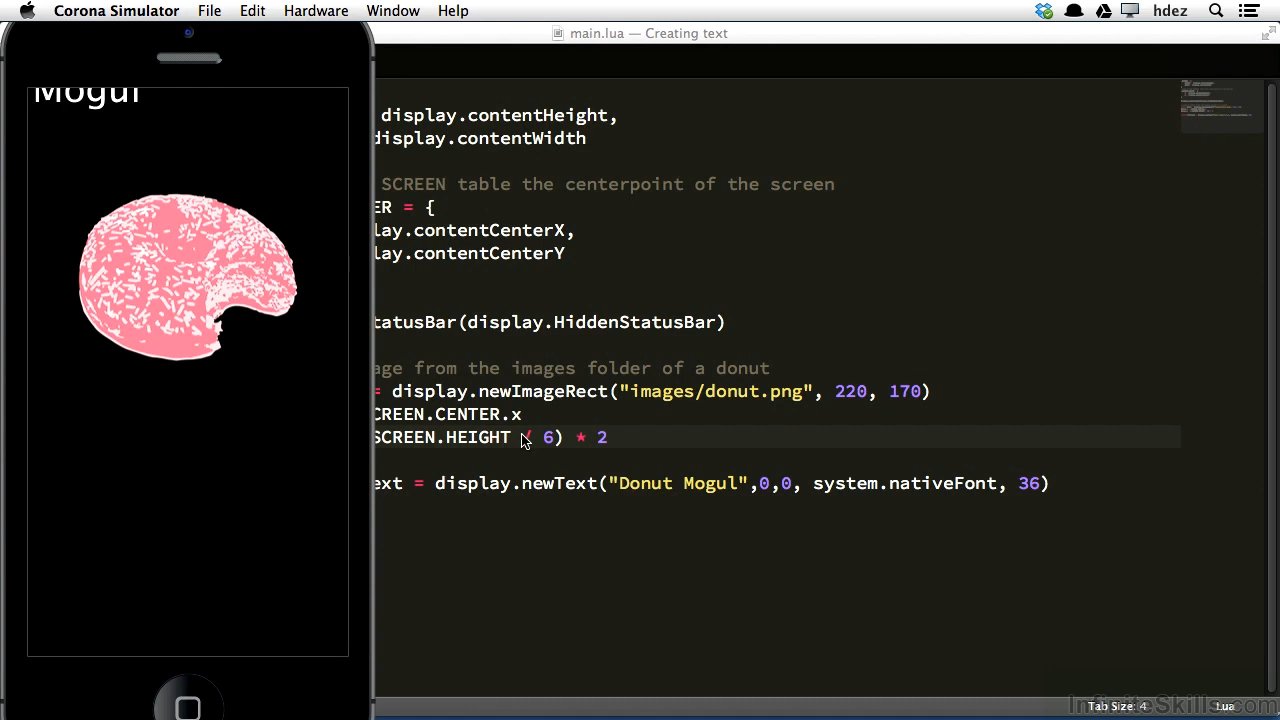 Corona Simulator File Edit Hardware Window Help hdez
main.lua — Creating text
Mogul
display.contentHeight,
display.contentWidth
SCREEN table the centerpoint of the screen
ER = {
lay.contentCenterX,
lay.contentCenterY
tatusBar(display.HiddenStatusBar)
age from the images folder of a donut
= display.newImageRect("images/donut.png", 220, 170)
CREEN.CENTER.x
SCREEN.HEIGHT / 6) * 2
ext = display.newText("Donut Mogul",0,0, system.nativeFont, 36)
InfiniteSkills.com
Tab Size: 4 Lua